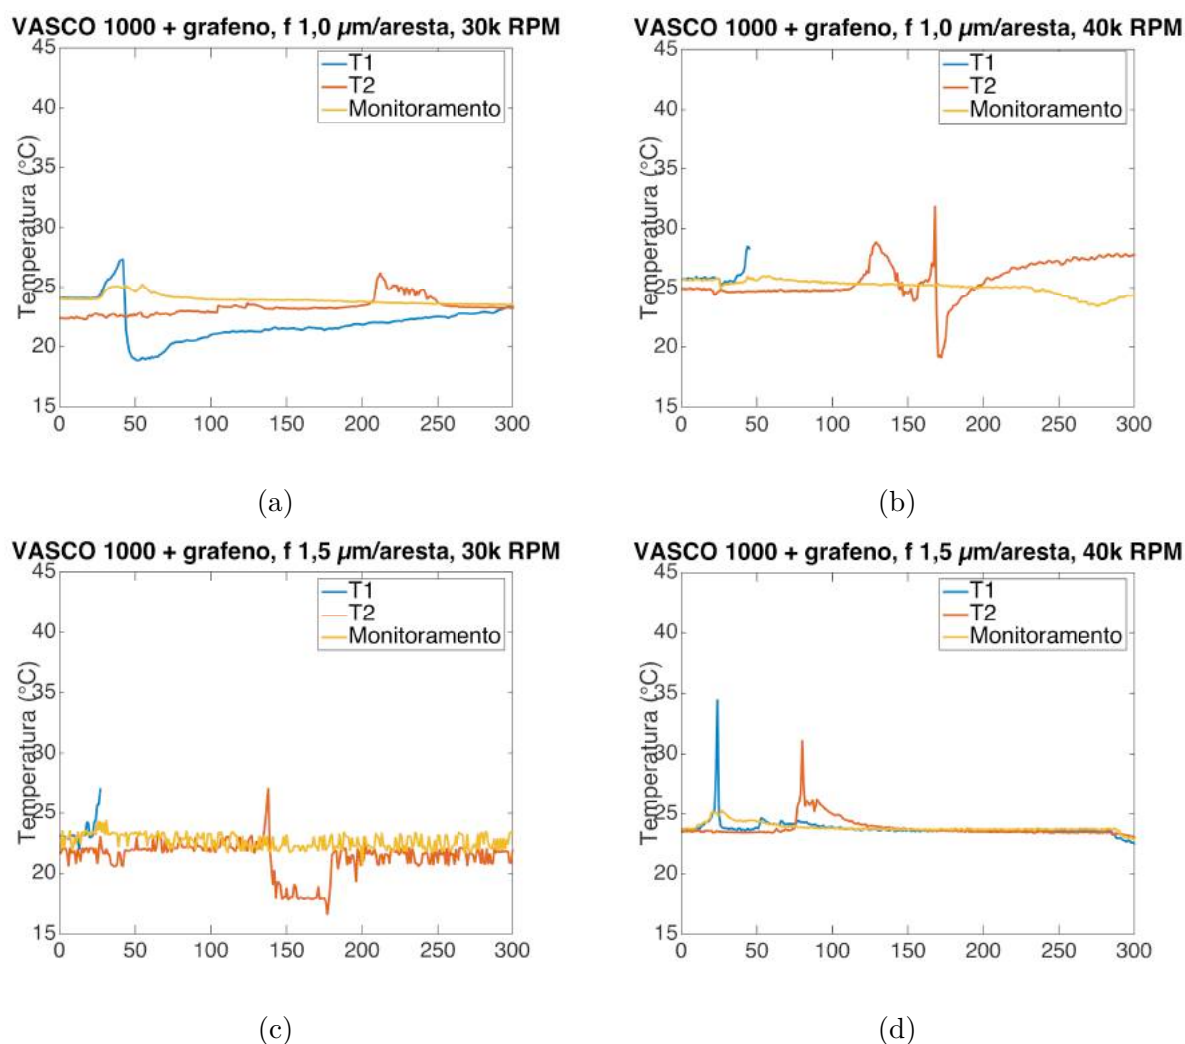 VASCO 1000 + grafeno, f 1,0 µm/aresta, 30k RPM
T1
T2
Monitoramento
Temperatura (°C)
45
40
35
30
25
20
15
0 50 100 150 200 250 300
(a)
VASCO 1000 + grafeno, f 1,0 µm/aresta, 40k RPM
T1
T2
Monitoramento
Temperatura (°C)
45
40
35
30
25
20
15
0 50 100 150 200 250 300
(b)
VASCO 1000 + grafeno, f 1,5 µm/aresta, 30k RPM
T1
T2
Monitoramento
Temperatura (°C)
45
40
35
30
25
20
15
0 50 100 150 200 250 300
(c)
VASCO 1000 + grafeno, f 1,5 µm/aresta, 40k RPM
T1
T2
Monitoramento
Temperatura (°C)
45
40
35
30
25
20
15
0 50 100 150 200 250 300
(d)